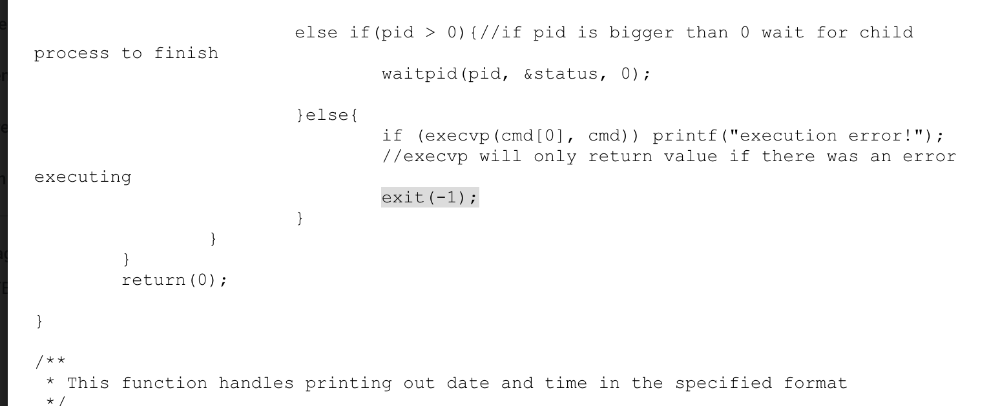 else if(pid > 0){//if pid is bigger than 0 wait for child
process to finish
waitpid(pid, &status, 0);
}else{
if (execvp(cmd[0], cmd)) printf("execution error!");
//execvp will only return value if there was an error
executing
exit(-1);
}
}
}
return(0);
}
/**
* This function handles printing out date and time in the specified format
*/